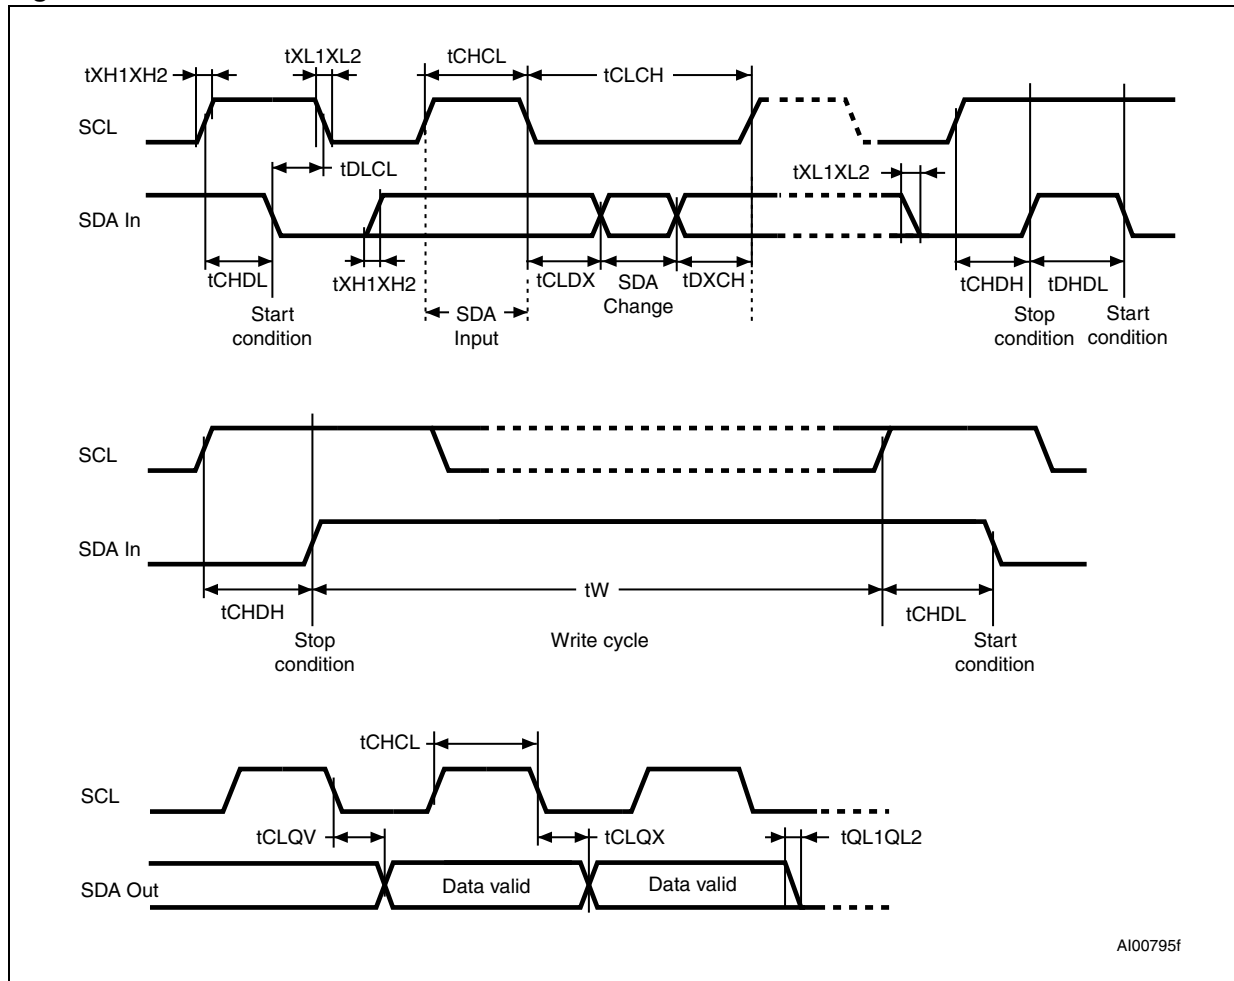 tXH1XH2
tXL1XL2
tCHCL
tCLCH
SCL
tDLCL
tXL1XL2
SDA In
tCHDL
tXH1XH2
tCLDX
SDA
Change
tDXCH
tCHDH
tDHDL
Start
condition
SDA
Input
Stop
condition
Start
condition
SCL
SDA In
tCHDH
tW
tCHDL
Stop
condition
Write cycle
Start
condition
tCHCL
SCL
tCLQV
tCLQX
tQL1QL2
SDA Out
Data valid
Data valid
AI00795f